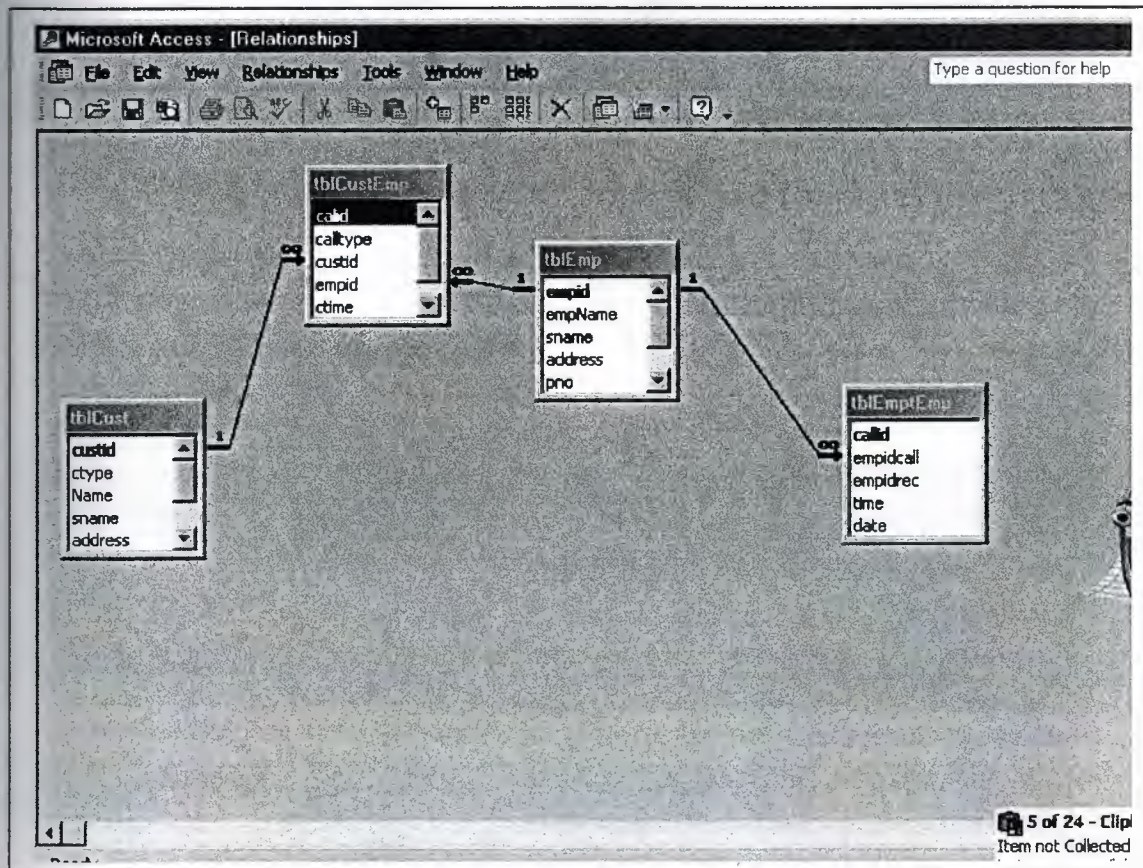 Microsoft Access - [Relationships]
File Edit View Relationships Tools Window Help
Type a question for help
tblCustEmp
callid
calltype
custid
empid
ctime
tblEmp
empid
empName
sname
address
pno
tblCust
custid
ctype
Name
sname
address
tblEmptEmp
callid
empidcall
empidrec
time
date
∞
1
∞
1
1
∞
5 of 24 - Clip
Item not Collected